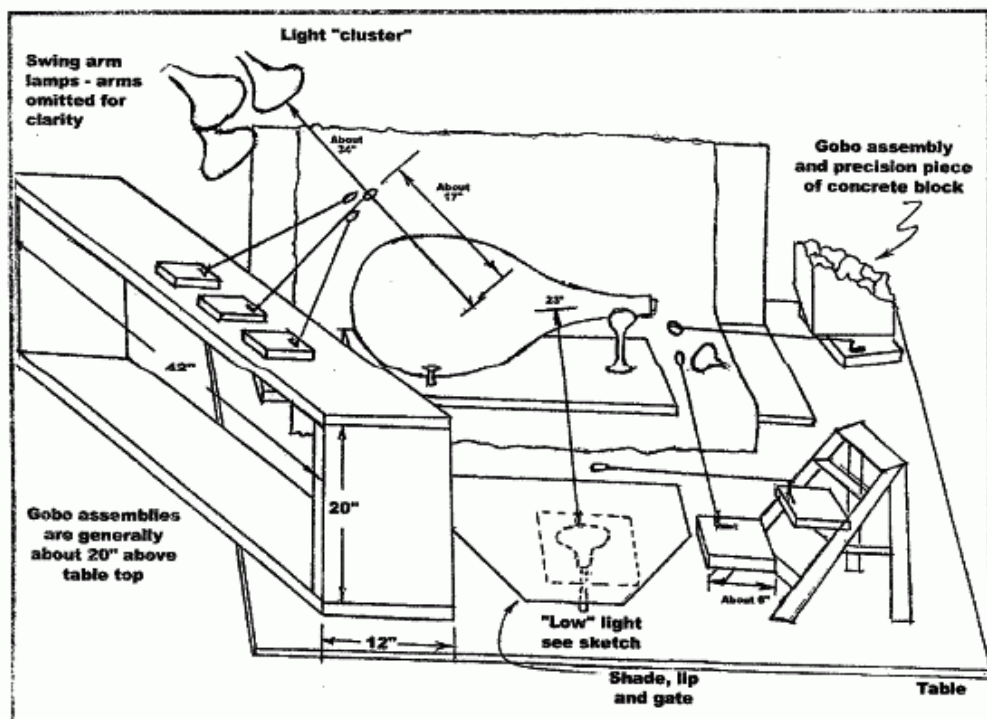 Light "cluster"
Swing arm
lamps - arms
omitted for
clarity
About
34"
About
17"
Gobo assembly
and precision piece
of concrete block
23"
42"
20"
Gobo assemblies
are generally
about 20" above
table top
12"
"Low" light
see sketch
About 6"
Shade, lip
and gate
Table